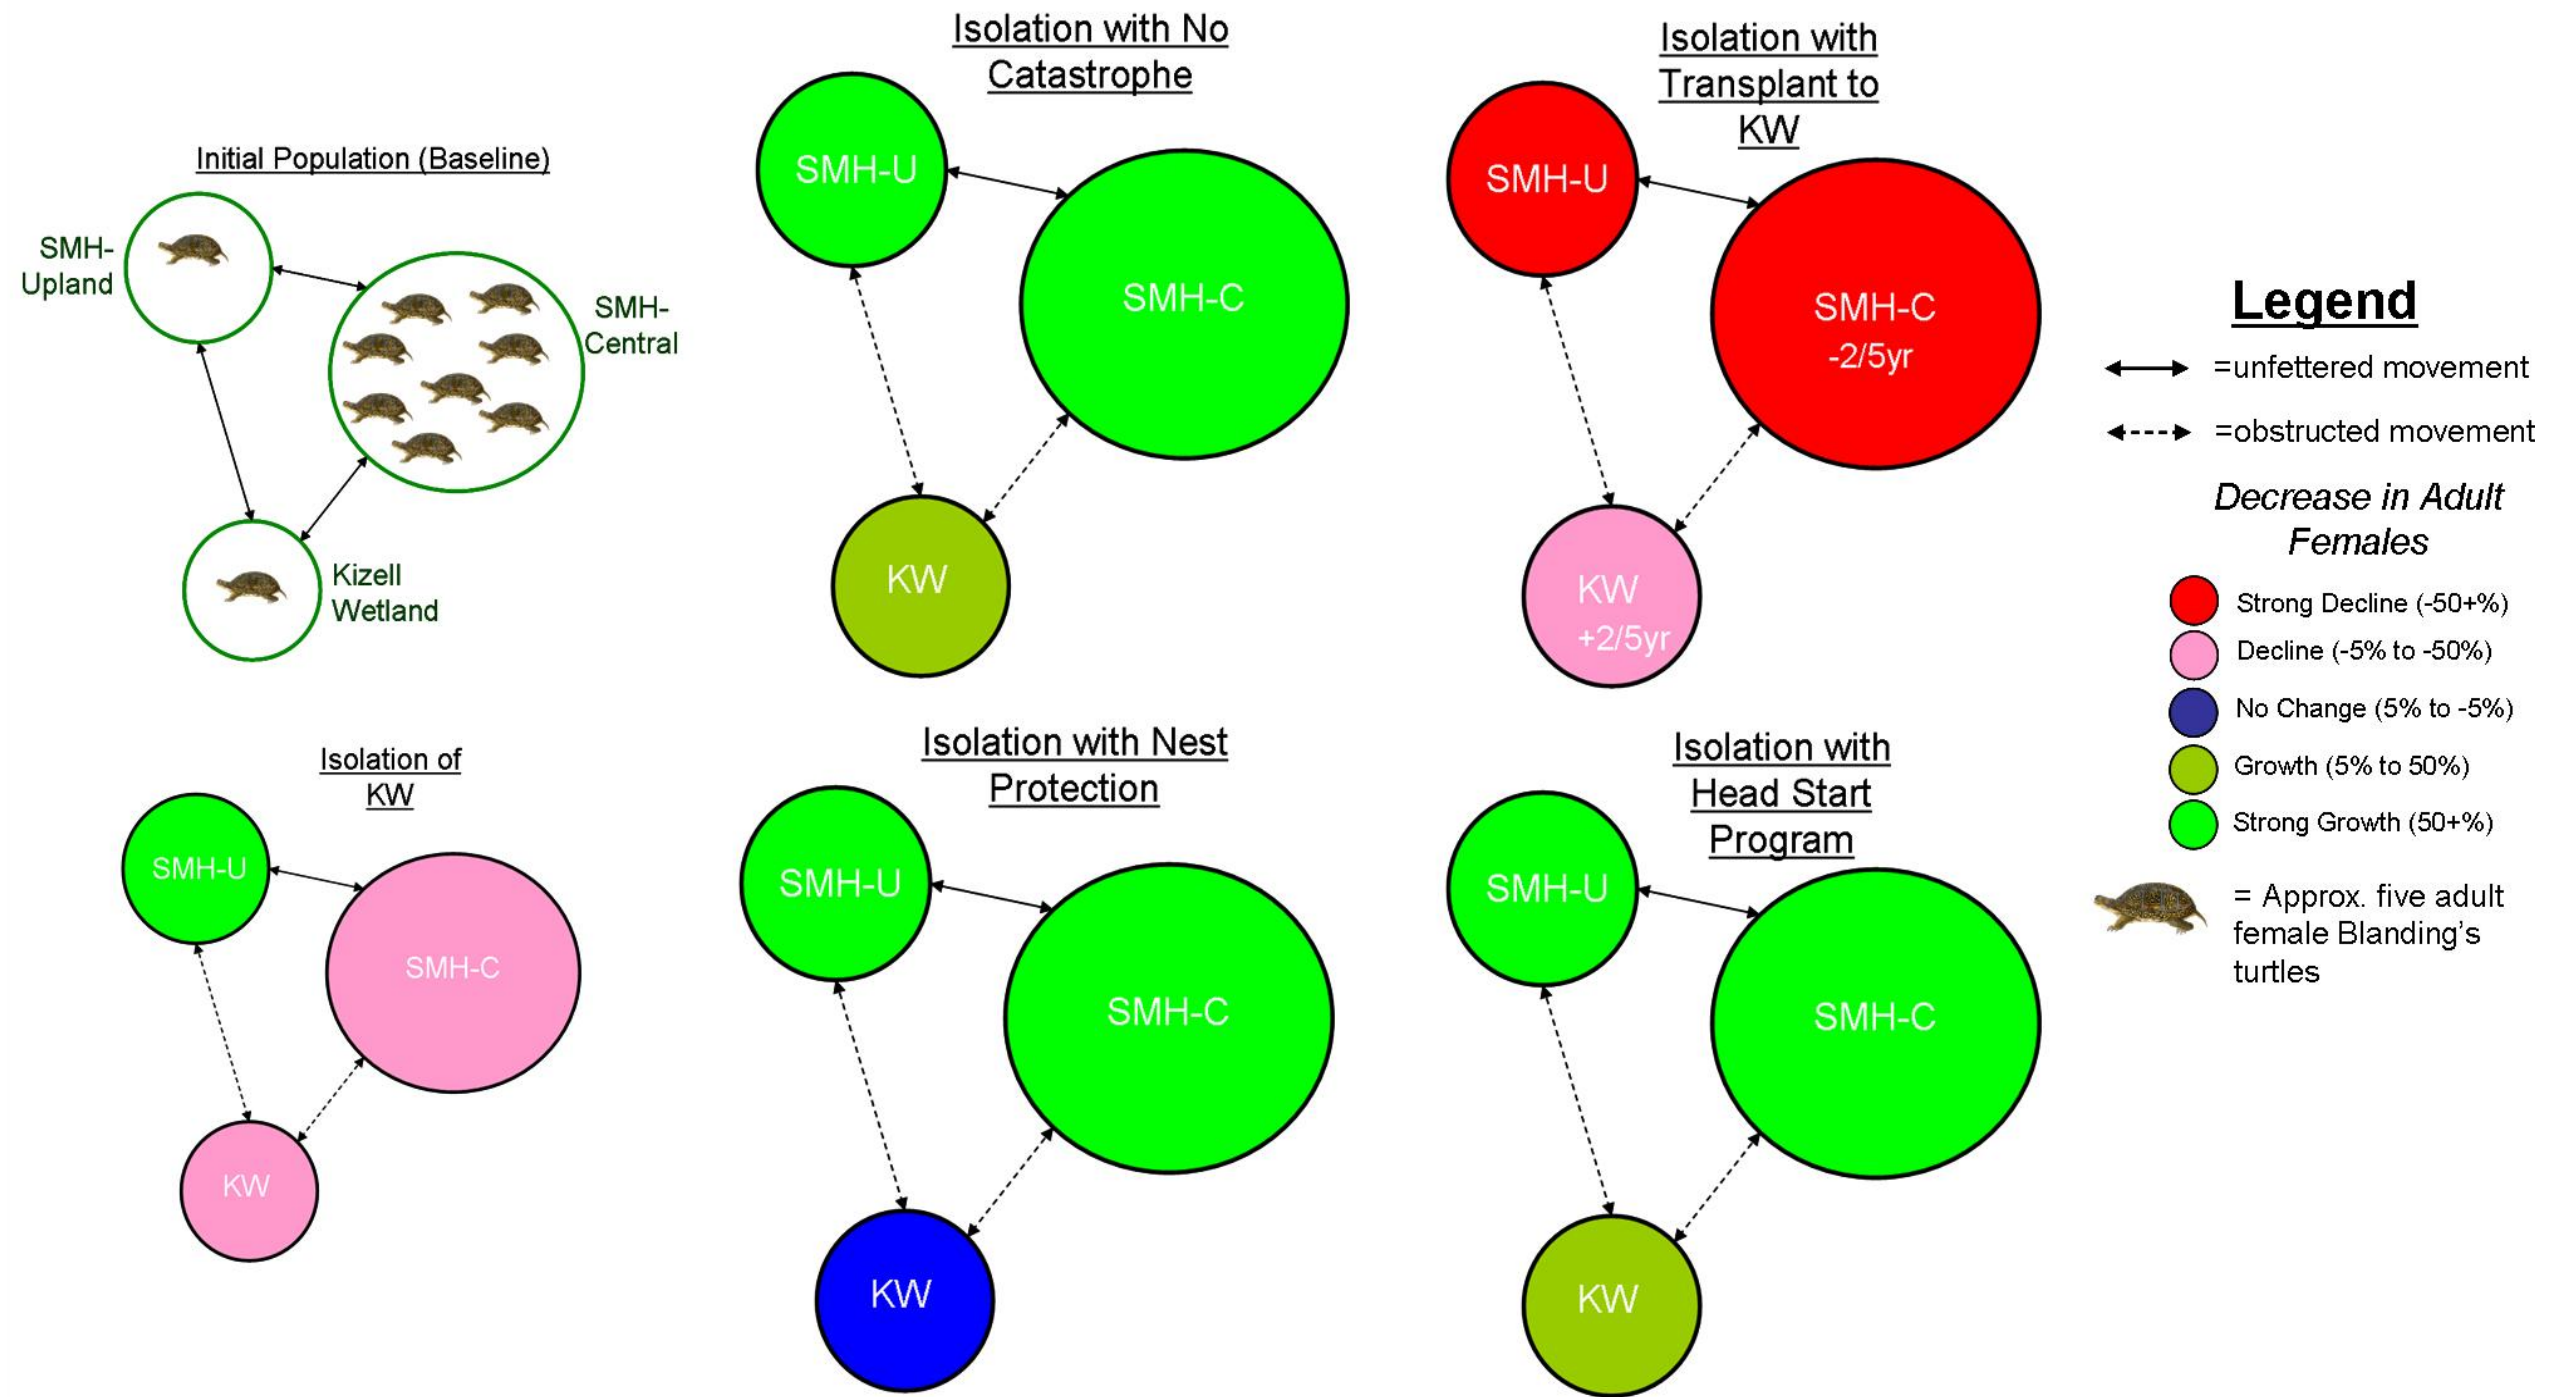 Initial Population (Baseline)
SMH-
Upland
SMH-
Central
Kizell
Wetland
Isolation with No
Catastrophe
SMH-U
SMH-C
KW
Isolation with
Transplant to
KW
SMH-U
SMH-C
-2/5yr
KW
+2/5yr
Isolation of
KW
SMH-U
SMH-C
KW
Isolation with Nest
Protection
SMH-U
SMH-C
KW
Isolation with
Head Start
Program
SMH-U
SMH-C
KW
Legend
=unfettered movement
=obstructed movement
Decrease in Adult
Females
Strong Decline (-50+%)
Decline (-5% to -50%)
No Change (5% to -5%)
Growth (5% to 50%)
Strong Growth (50+%)
= Approx. five adult
female Blanding's
turtles